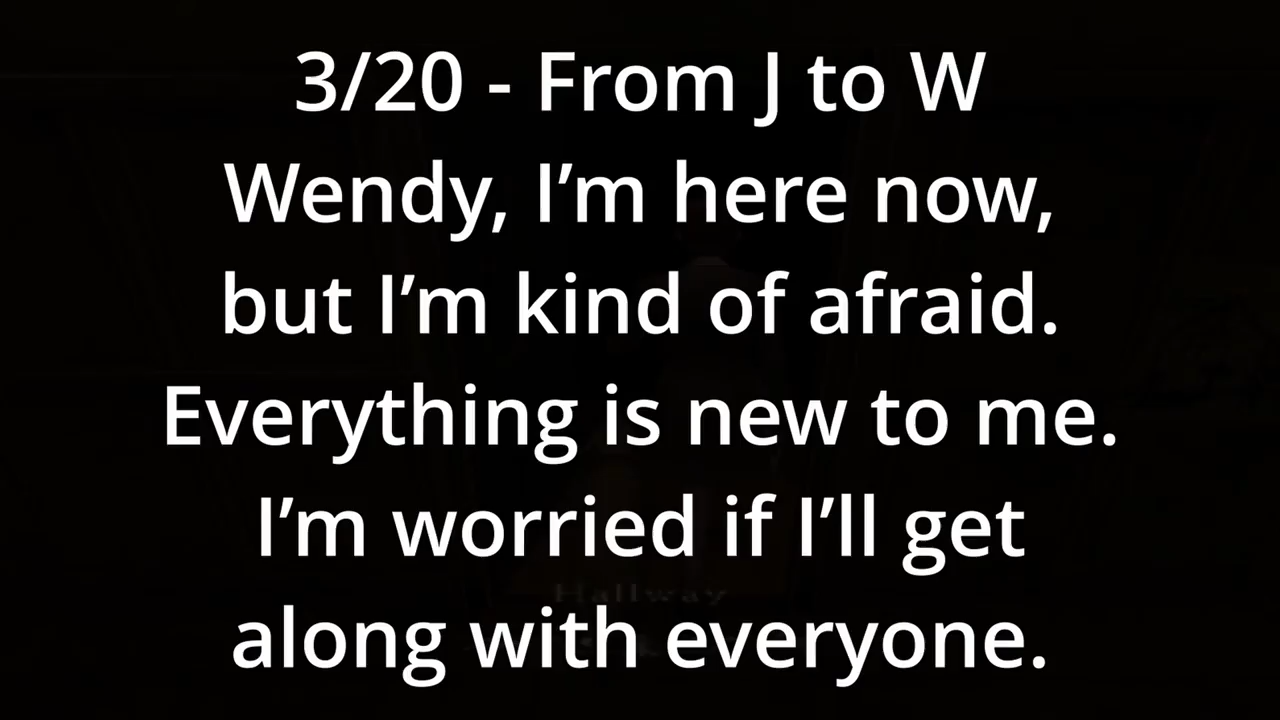 3/20 - From J to W
Wendy, I’m here now,
but I’m kind of afraid.
Everything is new to me.
I’m worried if I’ll get
Hallway
along with everyone.